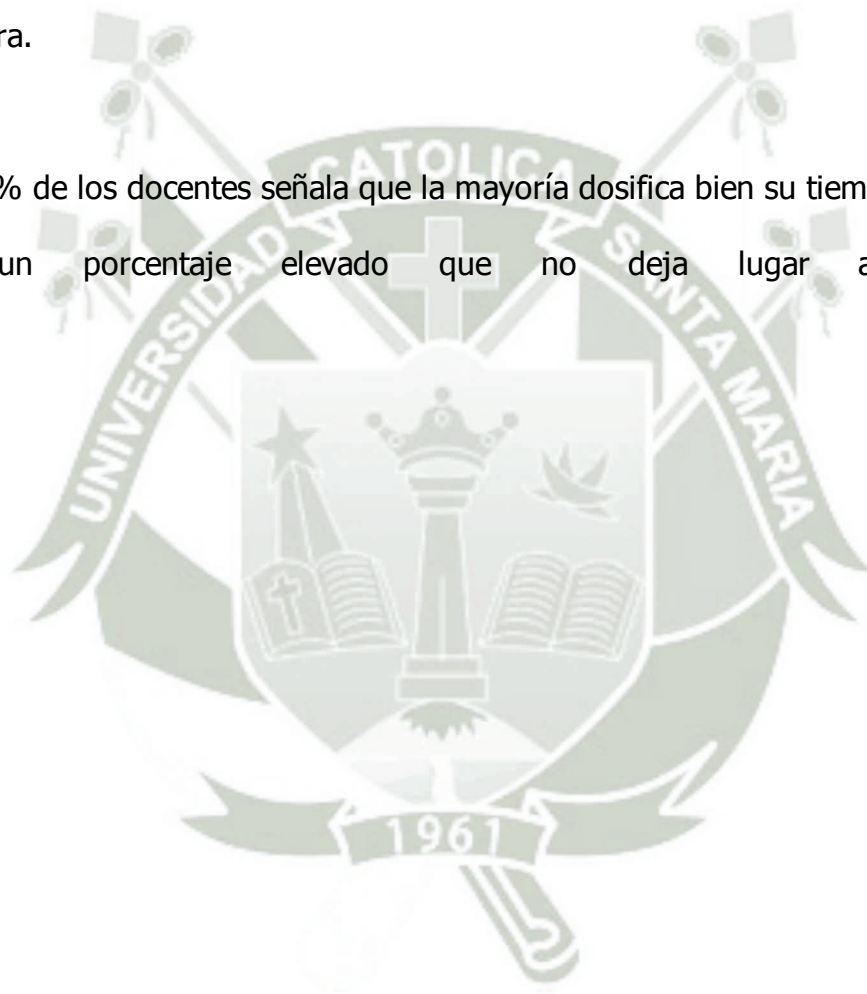 ra.
% de los docentes señala que la mayoría dosifica bien su tiem
un porcentaje elevado que no deja lugar a
UNIVERSIDAD CATOLICA SANTA MARIA
1961